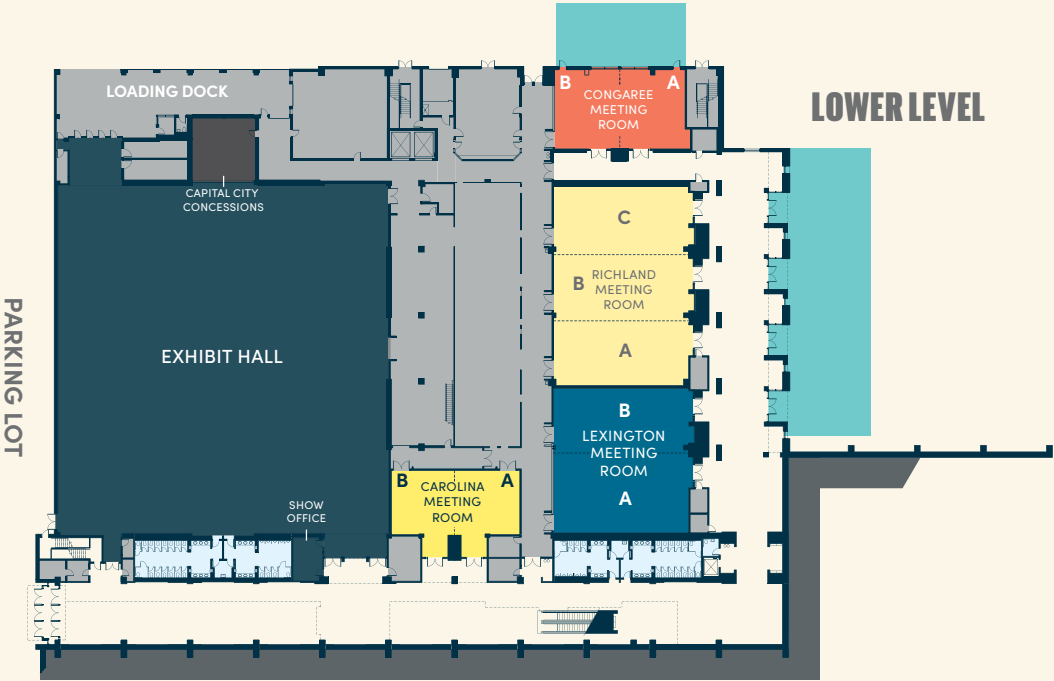 B
A
CONGAREE
MEETING
ROOM
LOADING DOCK
LOWER LEVEL
CAPITAL CITY
CONCESSIONS
C
B
RICHLAND
MEETING
ROOM
A
PARKING LOT
EXHIBIT HALL
B
LEXINGTON
MEETING
ROOM
A
B
A
CAROLINA
MEETING
ROOM
SHOW
OFFICE